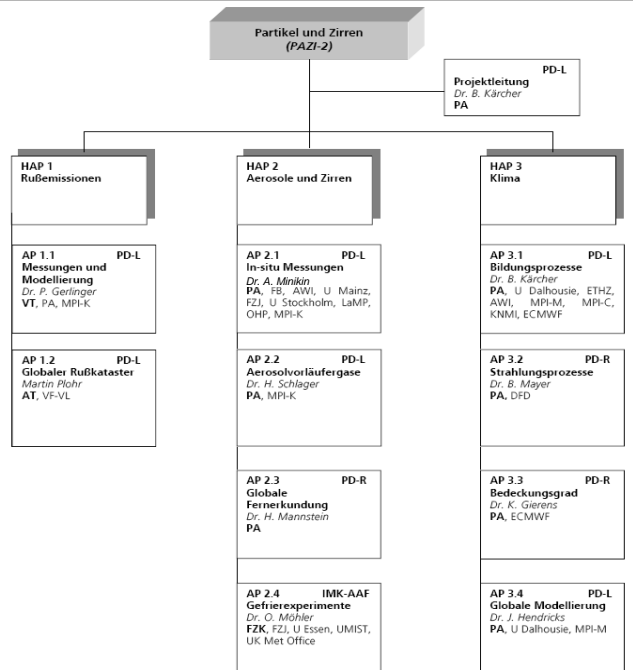 Partikel und Zirren
(PAZI-2)
PD-L
Projektleitung
Dr. B. Kärcher
PA
HAP 1
Rußemissionen
HAP 2
Aerosole und Zirren
HAP 3
Klima
AP 1.1 PD-L
Messungen und
Modellierung
Dr. P. Gerlinger
VT, PA, MPI-K
AP 2.1 PD-L
In-situ Messungen
Dr. A. Minikin
PA, FB, AWI, U Mainz,
FZJ, U Stockholm, LaMP,
OHP, MPI-K
AP 3.1 PD-L
Bildungsprozesse
Dr. B. Kärcher
PA, U Dalhousie, ETHZ,
AWI, MPI-M, MPI-C,
KNMI, ECMWF
AP 1.2 PD-L
Globaler Rußkataster
Martin Plohr
AT, VF-VL
AP 2.2 PD-L
Aerosolvorläufergase
Dr. H. Schlager
PA, MPI-K
AP 3.2 PD-R
Strahlungsprozesse
Dr. B. Mayer
PA, DFD
AP 2.3 PD-R
Globale
Fernerkundung
Dr. H. Mannstein
PA
AP 3.3 PD-R
Bedeckungsgrad
Dr. K. Gierens
PA, ECMWF
AP 2.4 IMK-AAF
Gefrierexperimente
Dr. O. Möhler
FZK, FZJ, U Essen, UMIST,
UK Met Office
AP 3.4 PD-L
Globale Modellierung
Dr. J. Hendricks
PA, U Dalhousie, MPI-M